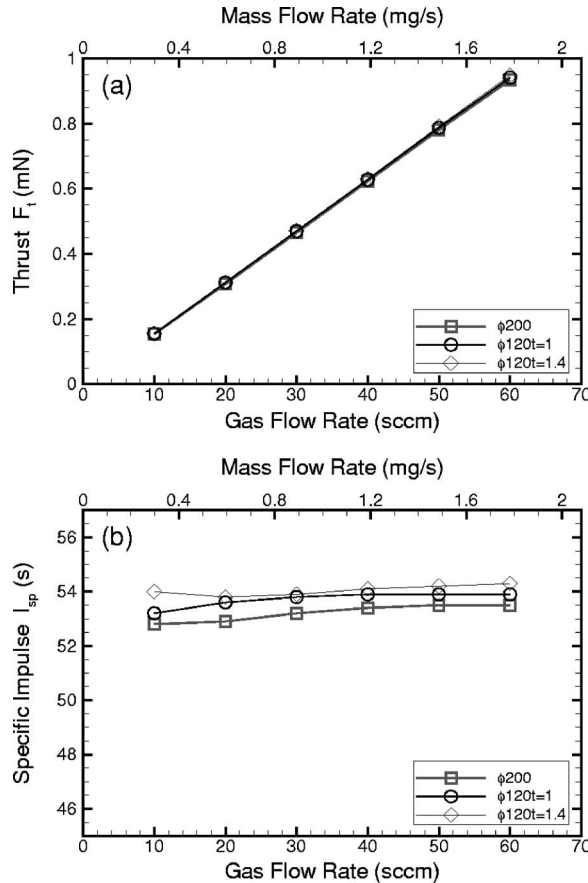 Mass Flow Rate (mg/s)
0 0.4 0.8 1.2 1.6 2
(a)
Thrust Ft (mN)
1
0.8
0.6
0.4
0.2
0
ϕ200
ϕ120t=1
ϕ120t=1.4
10 20 30 40 50 60 70
Gas Flow Rate (sccm)
Mass Flow Rate (mg/s)
0 0.4 0.8 1.2 1.6 2
(b)
Specific Impulse Isp (s)
56
54
52
50
48
46
ϕ200
ϕ120t=1
ϕ120t=1.4
10 20 30 40 50 60 70
Gas Flow Rate (sccm)